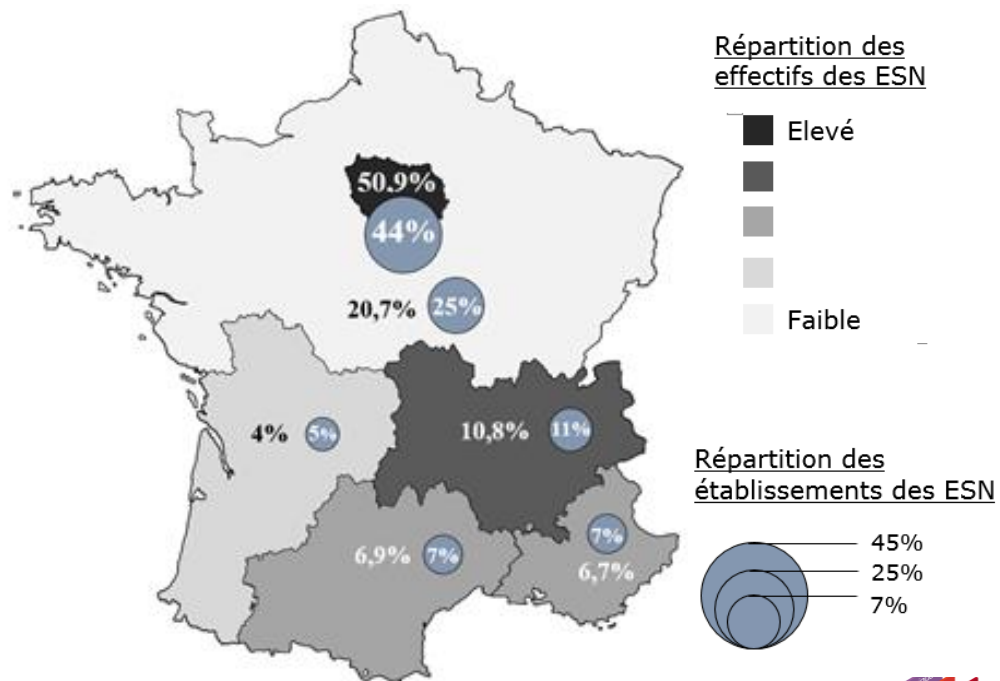 Répartition des
effectifs des ESN
Elevé
Faible
50.9%
44%
20,7%
25%
4%
5%
10,8%
11%
6,9%
7%
7%
6,7%
Répartition des
établissements des ESN
45%
25%
7%